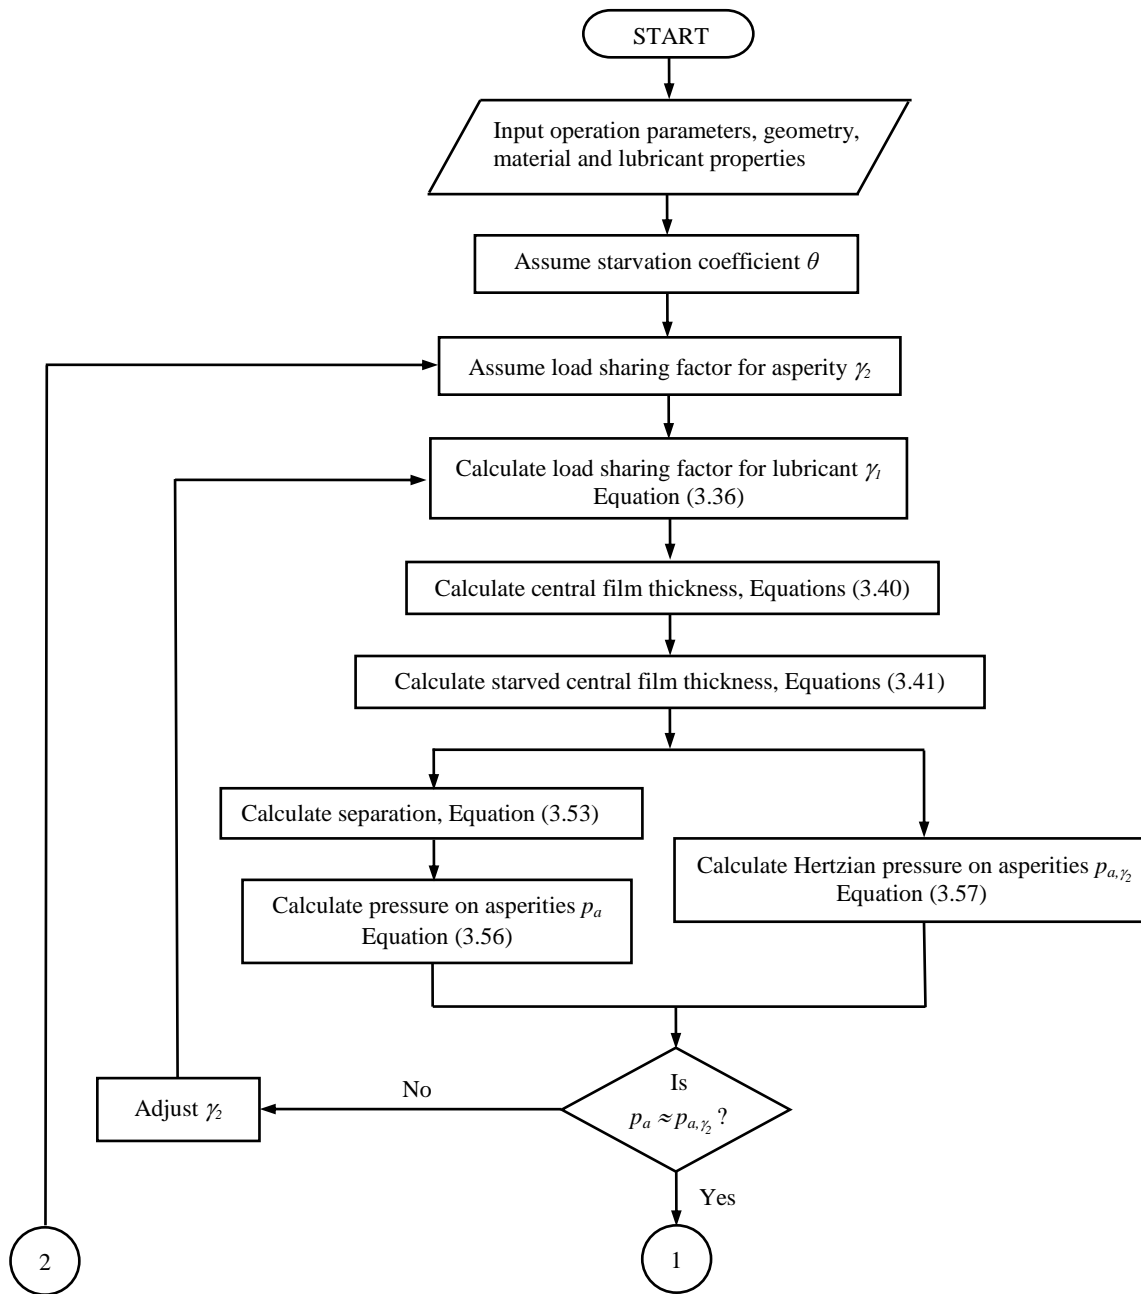 START
Input operation parameters, geometry,
material and lubricant properties
Assume starvation coefficient θ
Assume load sharing factor for asperity γ₂
Calculate load sharing factor for lubricant γ₁
Equation (3.36)
Calculate central film thickness, Equations (3.40)
Calculate starved central film thickness, Equations (3.41)
Calculate separation, Equation (3.53)
Calculate pressure on asperities pₐ
Equation (3.56)
Calculate Hertzian pressure on asperities p_{a,γ₂}
Equation (3.57)
Is
pₐ ≈ p_{a,γ₂} ?
No
Adjust γ₂
Yes
2
1